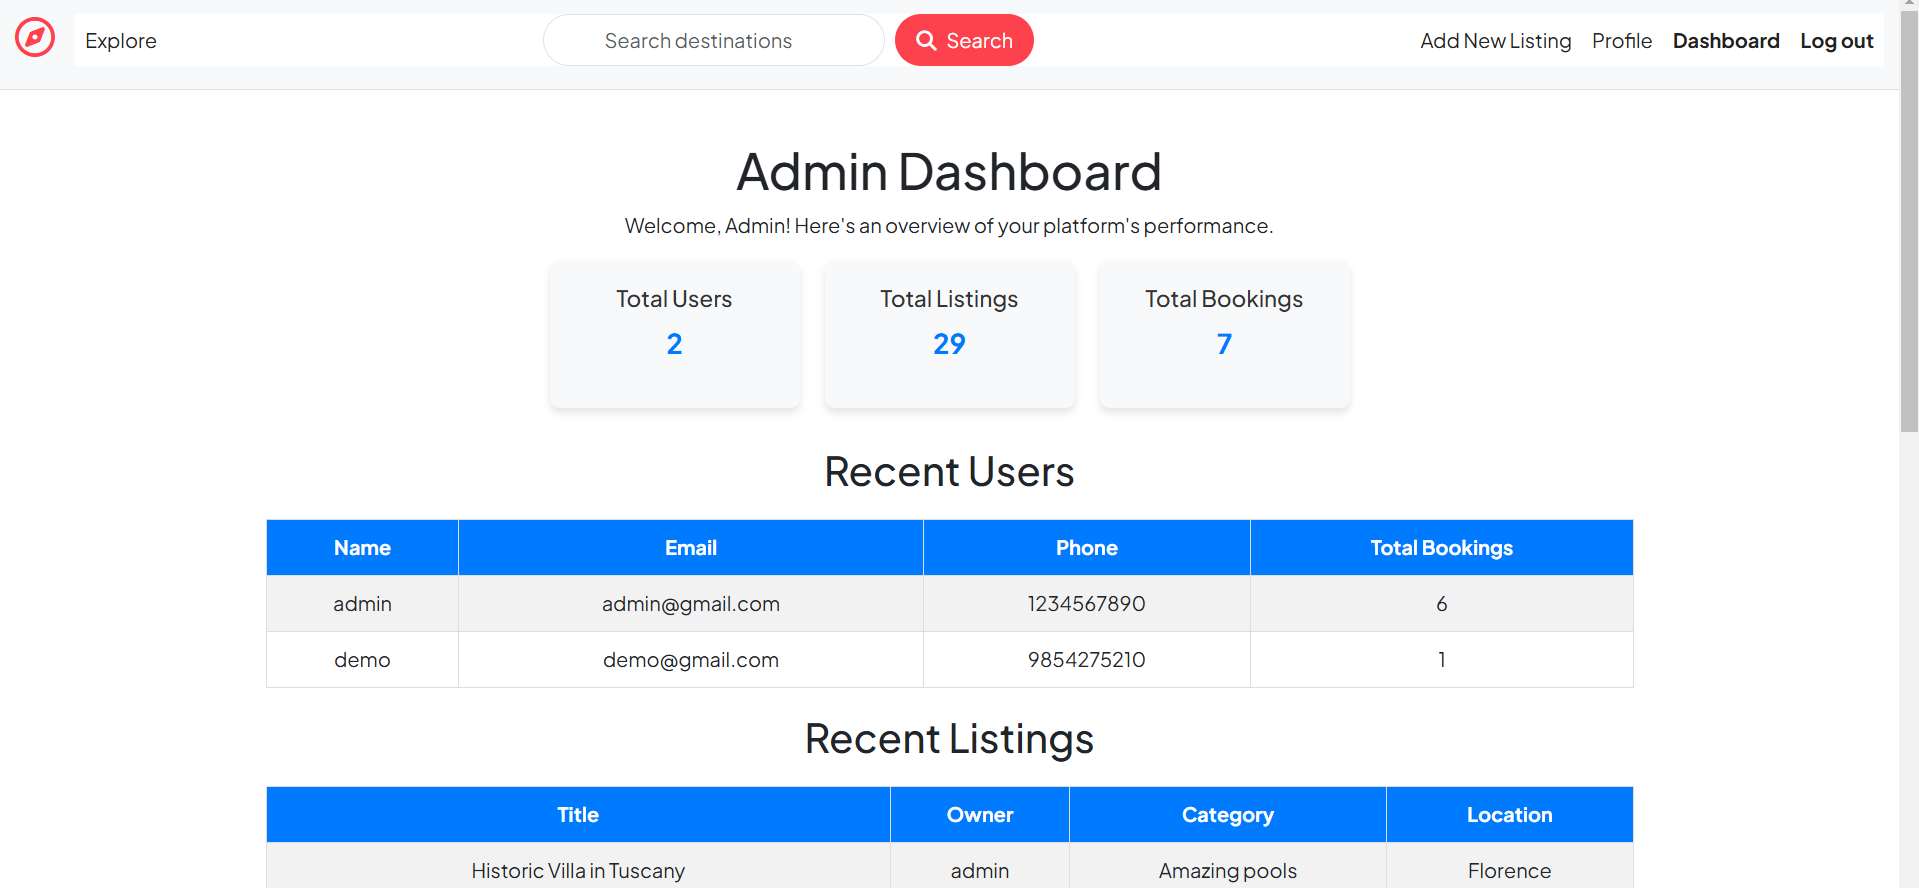 Explore Search destinations Search Add New Listing Profile Dashboard Log out
Admin Dashboard
Welcome, Admin! Here's an overview of your platform's performance.
Total Users Total Listings Total Bookings
2 29 7
Recent Users
Name Email Phone Total Bookings
admin admin@gmail.com 1234567890 6
demo demo@gmail.com 9854275210 1
Recent Listings
Title Owner Category Location
Historic Villa in Tuscany admin Amazing pools Florence